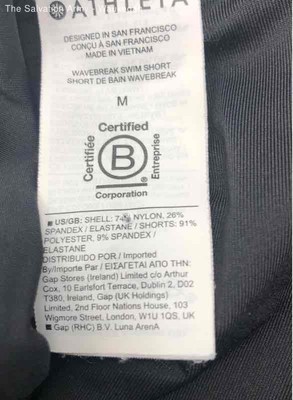 The Salvation Army
ATHLETA
DESIGNED IN SAN FRANCISCO
CONÇU À SAN FRANCISCO
MADE IN VIETNAM
WAVEBREAK SWIM SHORT
SHORT DE BAIN WAVEBREAK
M
Certified
Certifiée
B
Entreprise
Corporation
US/GB: SHELL: 74% NYLON, 26%
SPANDEX / ELASTANE / SHORTS: 91%
POLYESTER, 9% SPANDEX /
ELASTANE
DISTRIBUIDO POR / Imported
By/Importe Par / ΕΙΣΑΓΕΤΑΙ ΑΠΟ ΤΗΝ:
Gap Stores (Ireland) Limited c/o Arthur
Cox, 10 Earlsfort Terrace, Dublin 2, D02
T380, Ireland, Gap (UK Holdings)
Limited, 2nd Floor Nations House, 103
Wigmore Street, London, W1U 1QS, UK
Gap (RHC) B.V. Luna ArenA